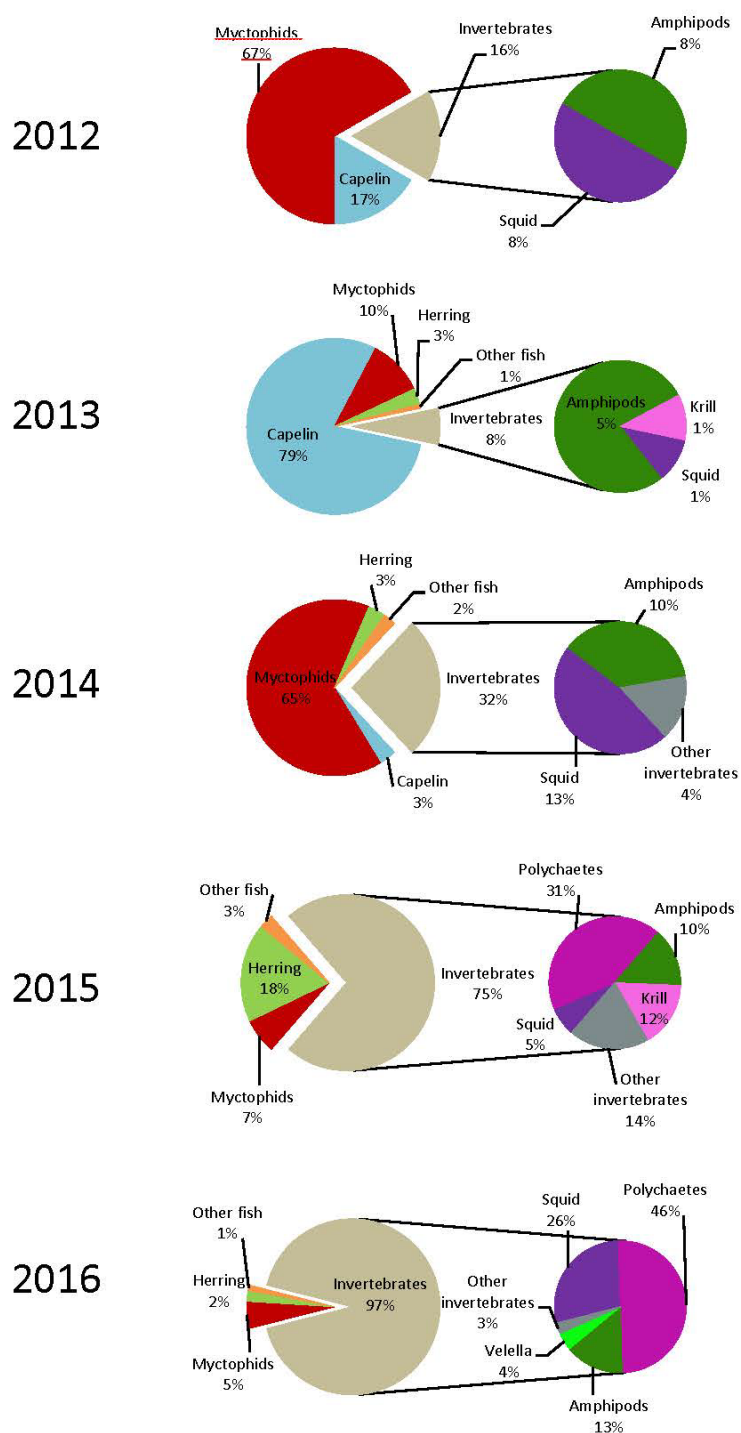 2012
Myctophids
67%
Capelin
17%
Invertebrates
16%
Amphipods
8%
Squid
8%
2013
Myctophids
10%
Herring
3%
Other fish
1%
Capelin
79%
Invertebrates
8%
Amphipods
5%
Krill
1%
Squid
1%
2014
Herring
3%
Other fish
2%
Myctophids
65%
Capelin
3%
Invertebrates
32%
Amphipods
10%
Squid
13%
Other
invertebrates
4%
2015
Other fish
3%
Herring
18%
Myctophids
7%
Invertebrates
75%
Polychaetes
31%
Amphipods
10%
Krill
12%
Squid
5%
Other
invertebrates
14%
2016
Other fish
1%
Herring
2%
Myctophids
5%
Invertebrates
97%
Squid
26%
Polychaetes
46%
Other
invertebrates
3%
Velella
4%
Amphipods
13%